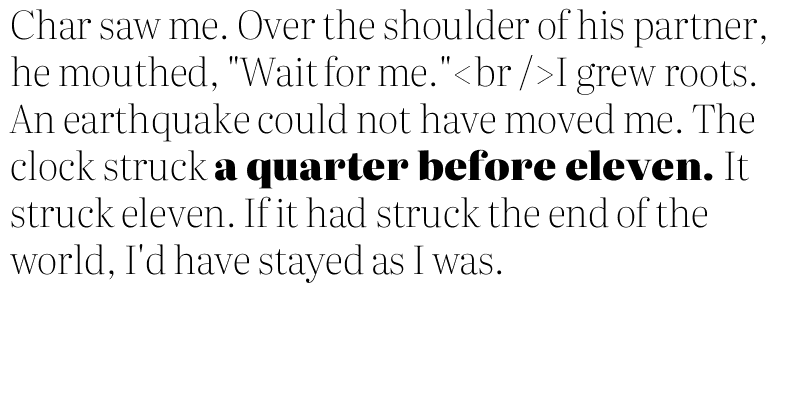 Char saw me. Over the shoulder of his partner,
he mouthed, "Wait for me."<br />I grew roots.
An earthquake could not have moved me. The
clock struck a quarter before eleven. It
struck eleven. If it had struck the end of the
world, I'd have stayed as I was.